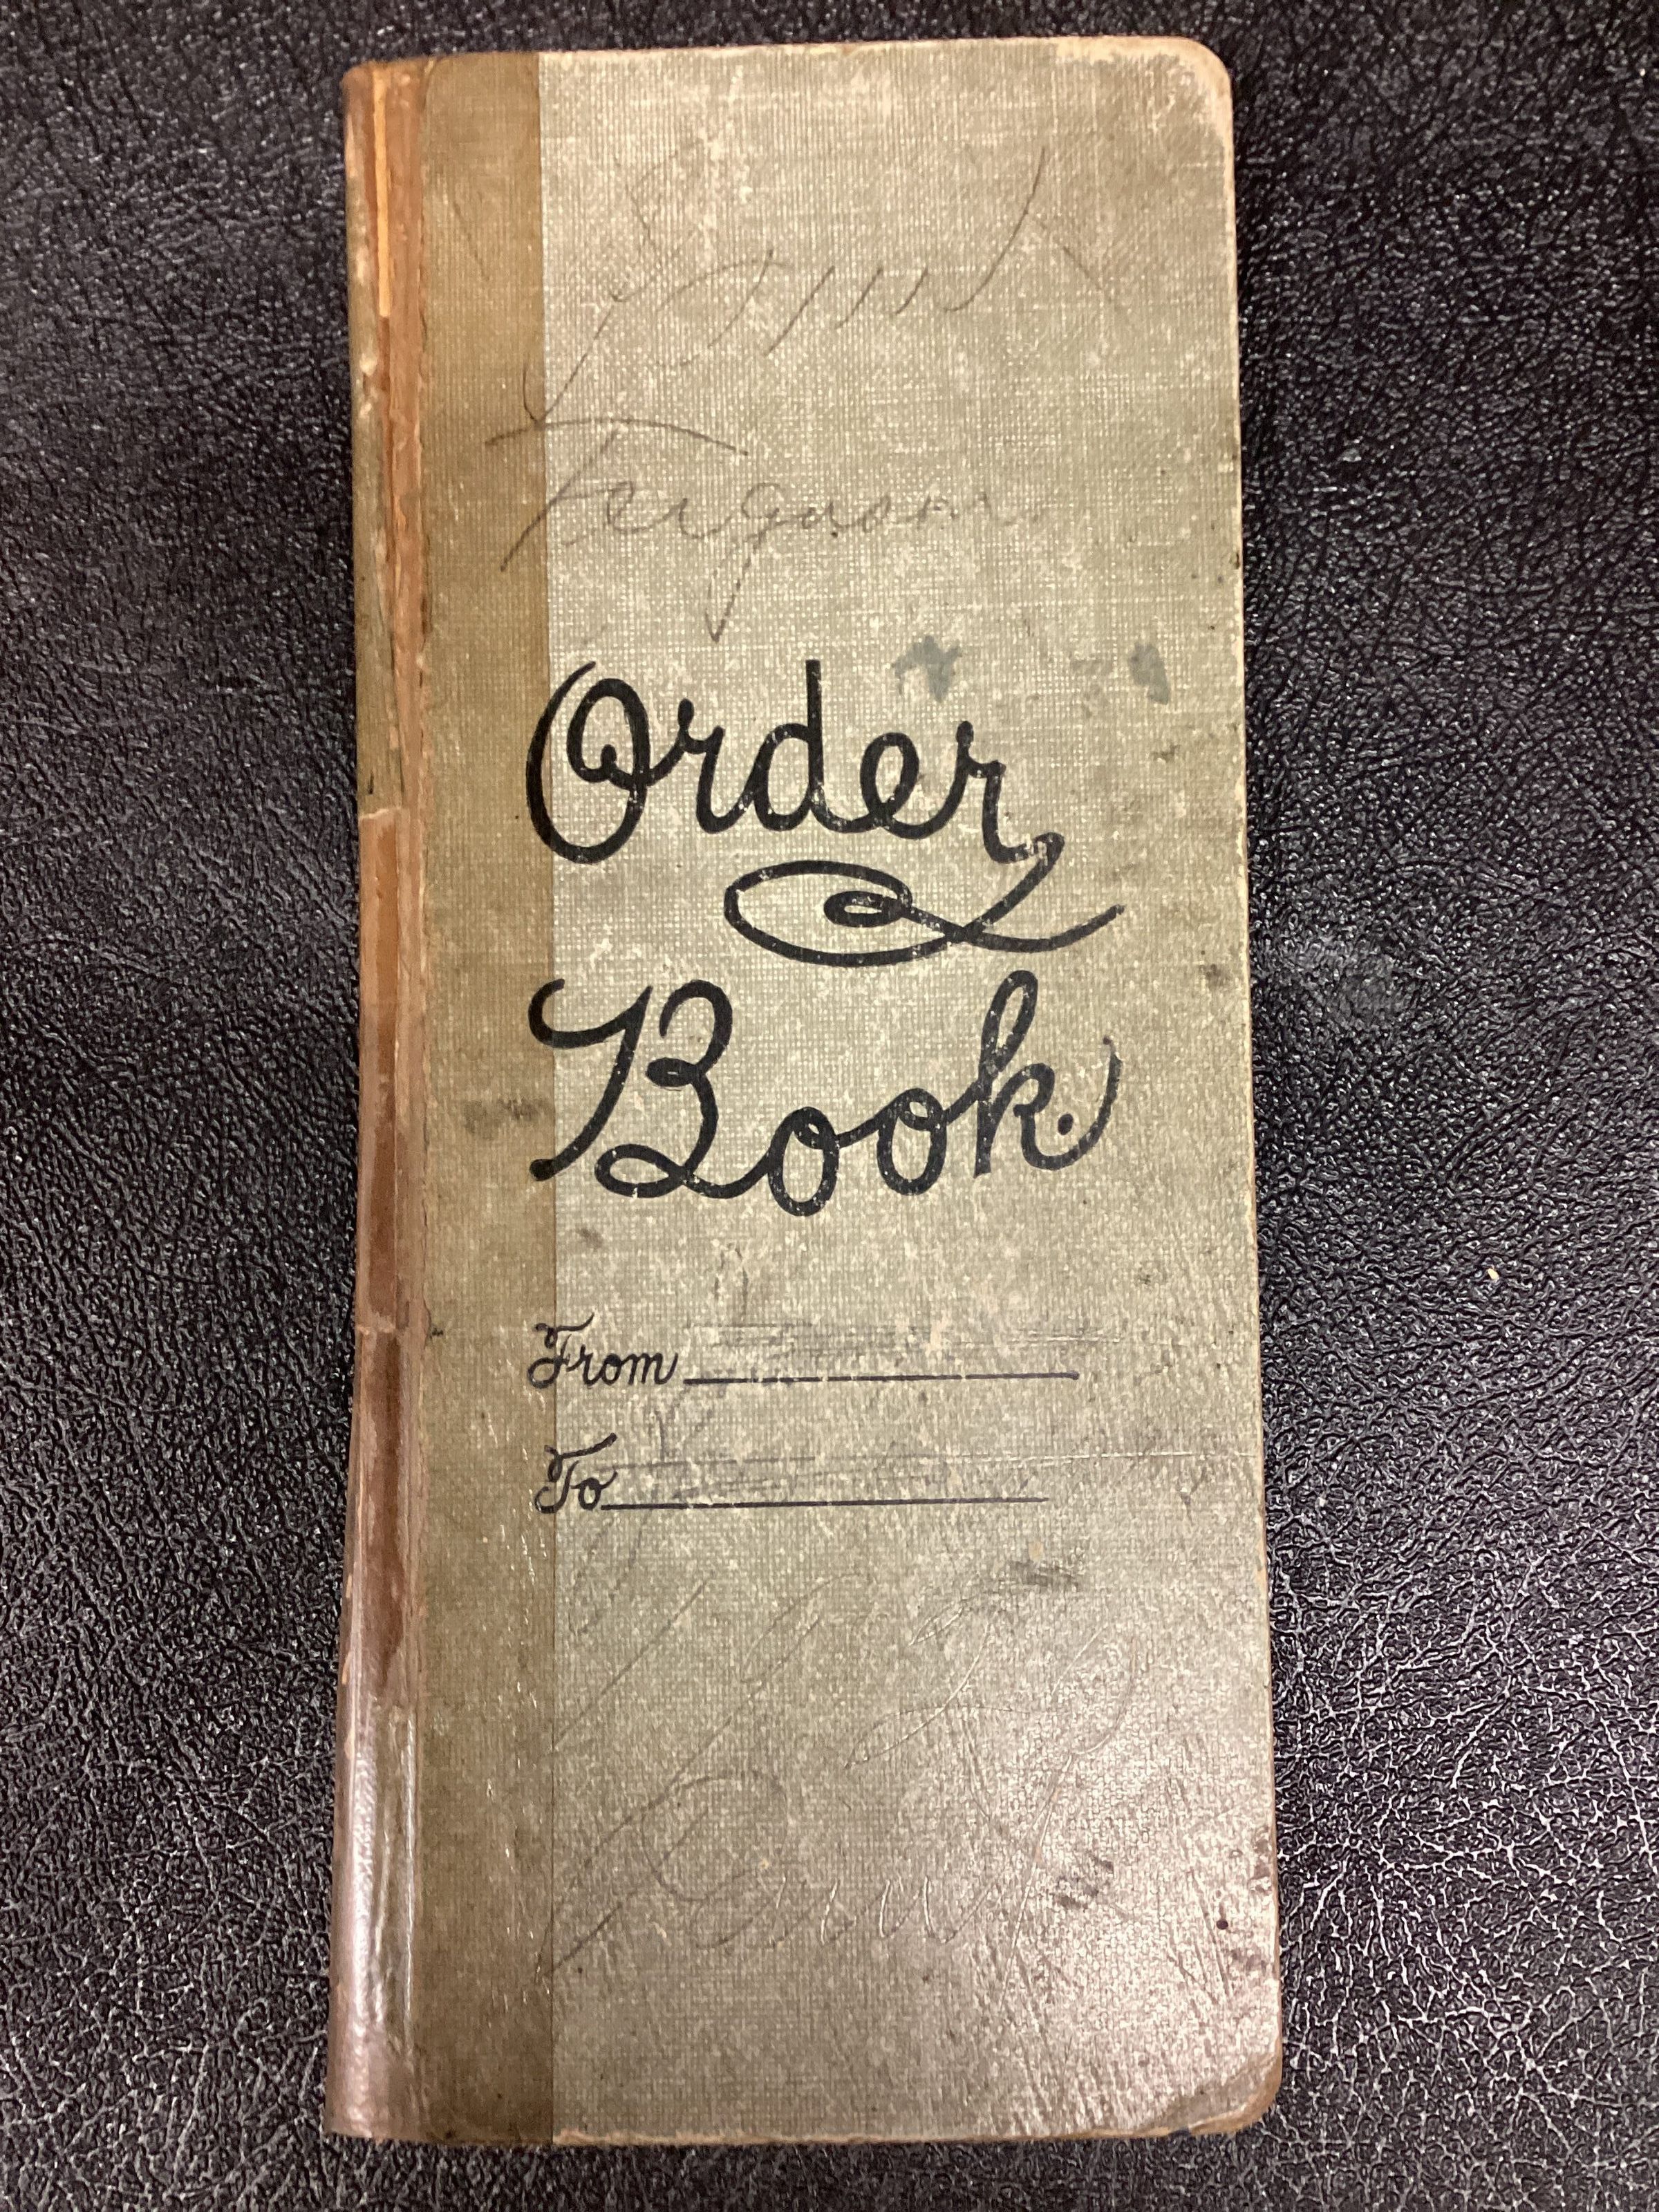 Ferguson
Order
Book.
From
To